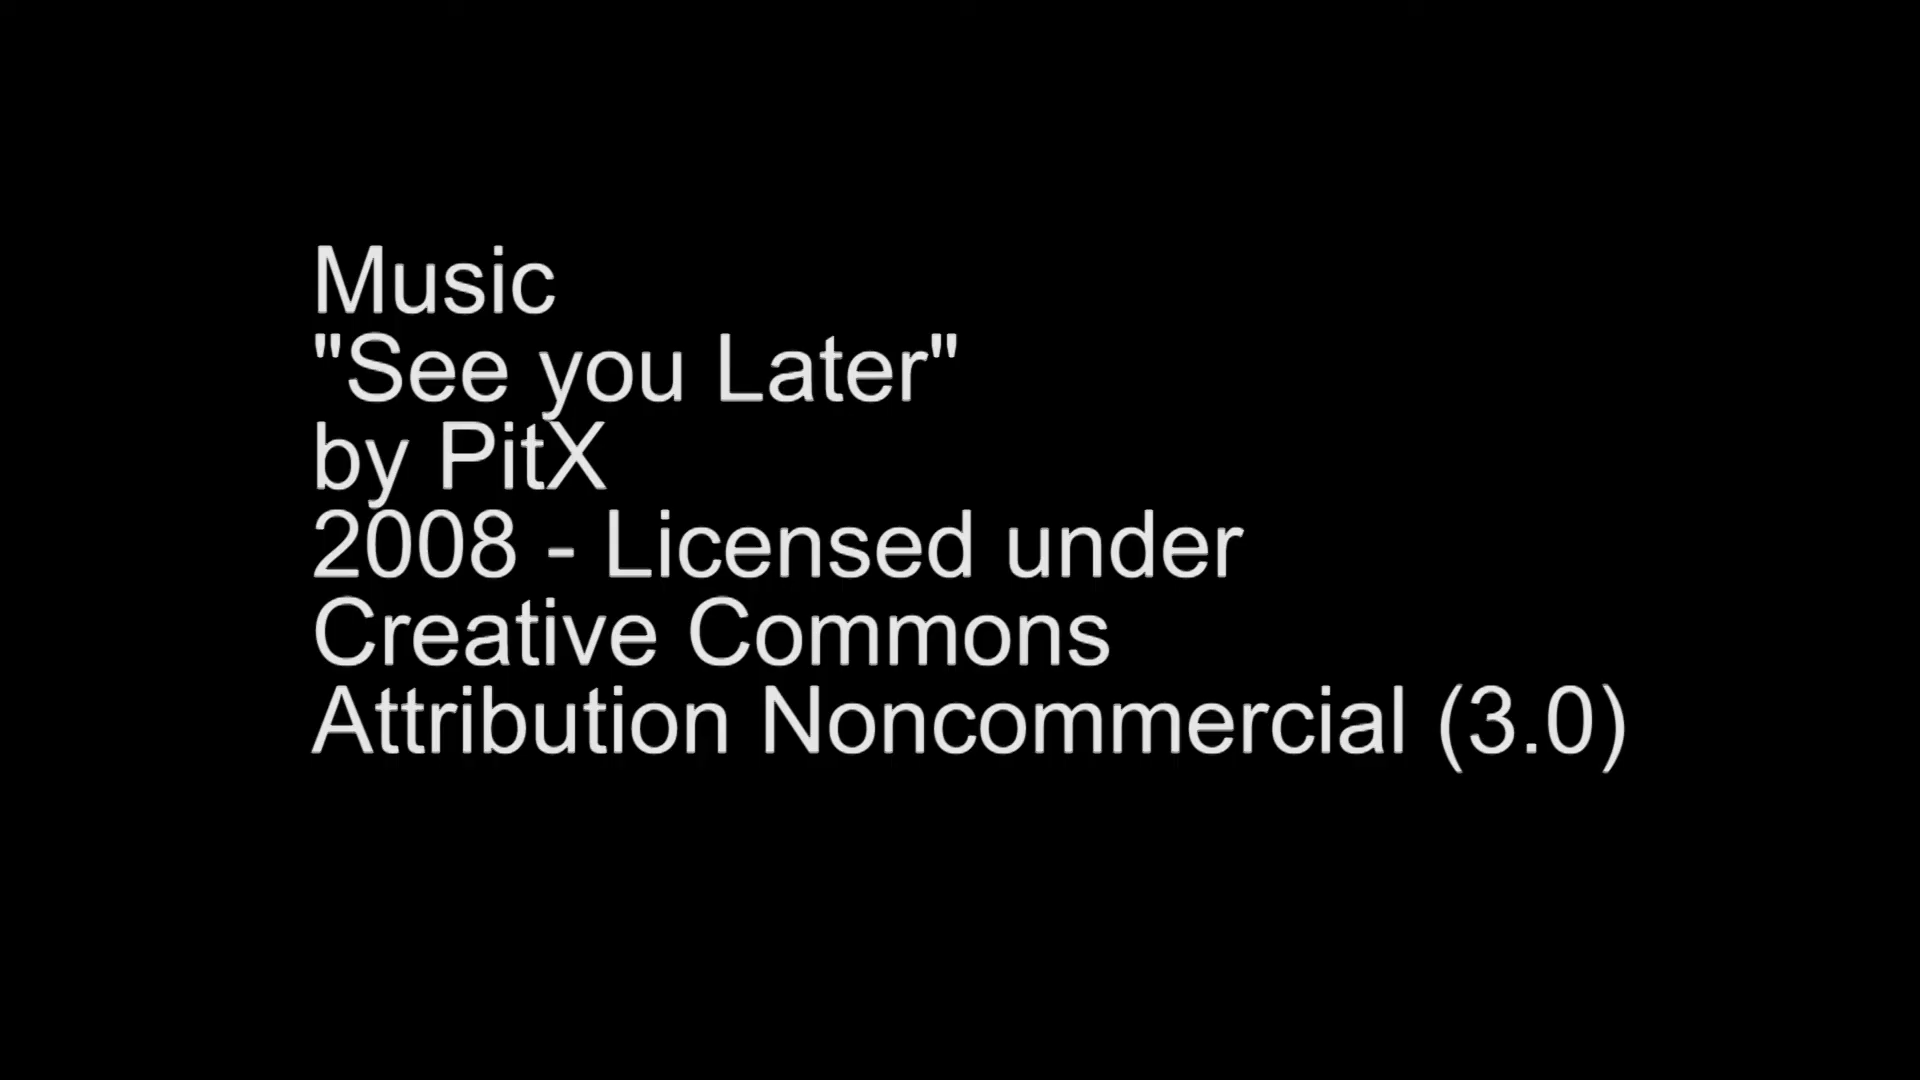 Music
"See you Later"
by PitX
2008 - Licensed under
Creative Commons
Attribution Noncommercial (3.0)